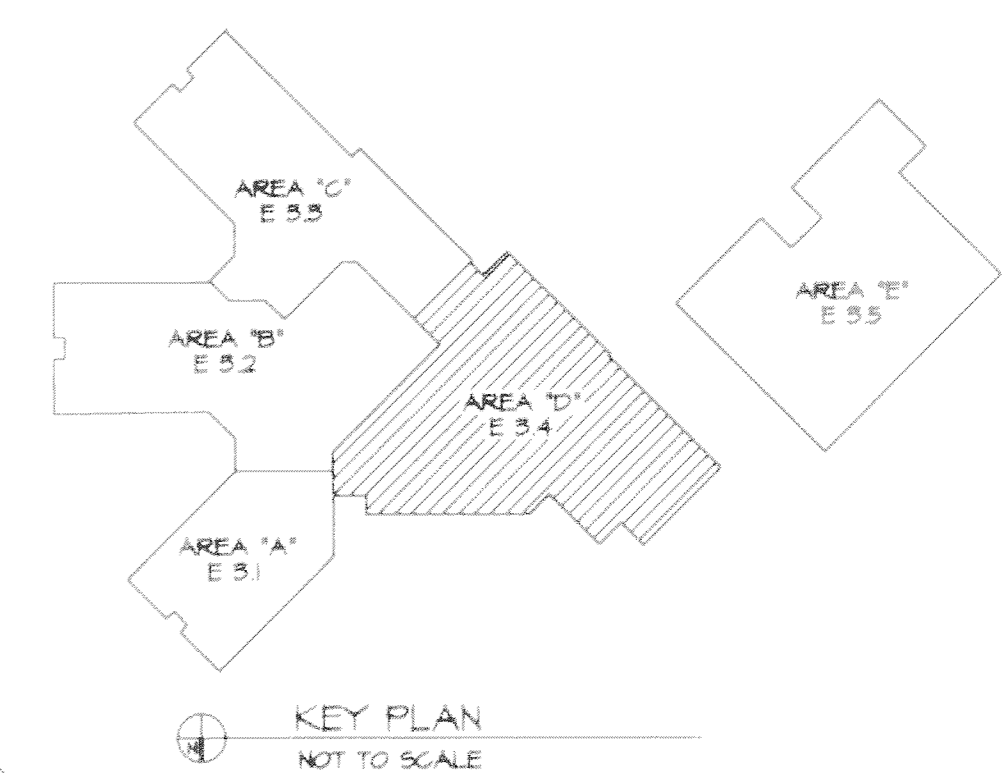 AREA "C"
E 3.3
AREA "E"
E 3.5
AREA "B"
E 3.2
AREA "D"
E 3.4
AREA "A"
E 3.1
KEY PLAN
N
NOT TO SCALE